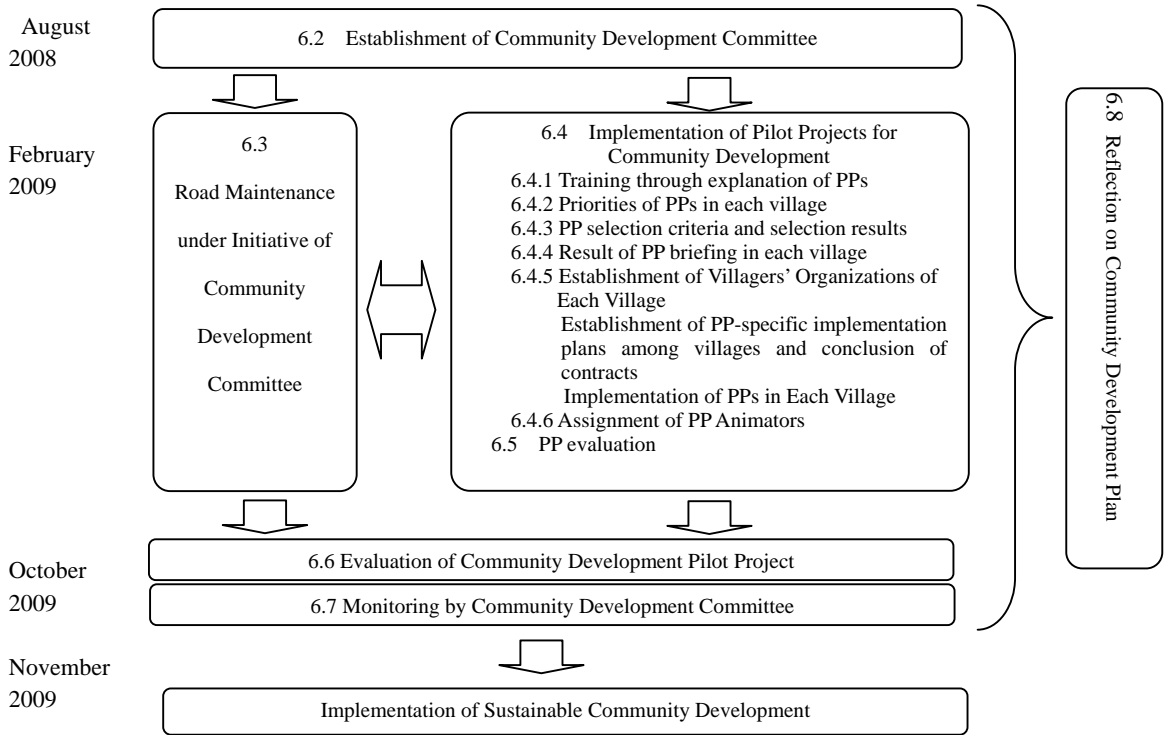 August
2008
6.2 Establishment of Community Development Committee
February
2009
6.3
Road Maintenance
under Initiative of
Community
Development
Committee
6.4 Implementation of Pilot Projects for
Community Development
6.4.1 Training through explanation of PPs
6.4.2 Priorities of PPs in each village
6.4.3 PP selection criteria and selection results
6.4.4 Result of PP briefing in each village
6.4.5 Establishment of Villagers' Organizations of
Each Village
Establishment of PP-specific implementation
plans among villages and conclusion of
contracts
Implementation of PPs in Each Village
6.4.6 Assignment of PP Animators
6.5 PP evaluation
October
2009
6.6 Evaluation of Community Development Pilot Project
6.7 Monitoring by Community Development Committee
November
2009
Implementation of Sustainable Community Development
6.8 Reflection on Community Development Plan